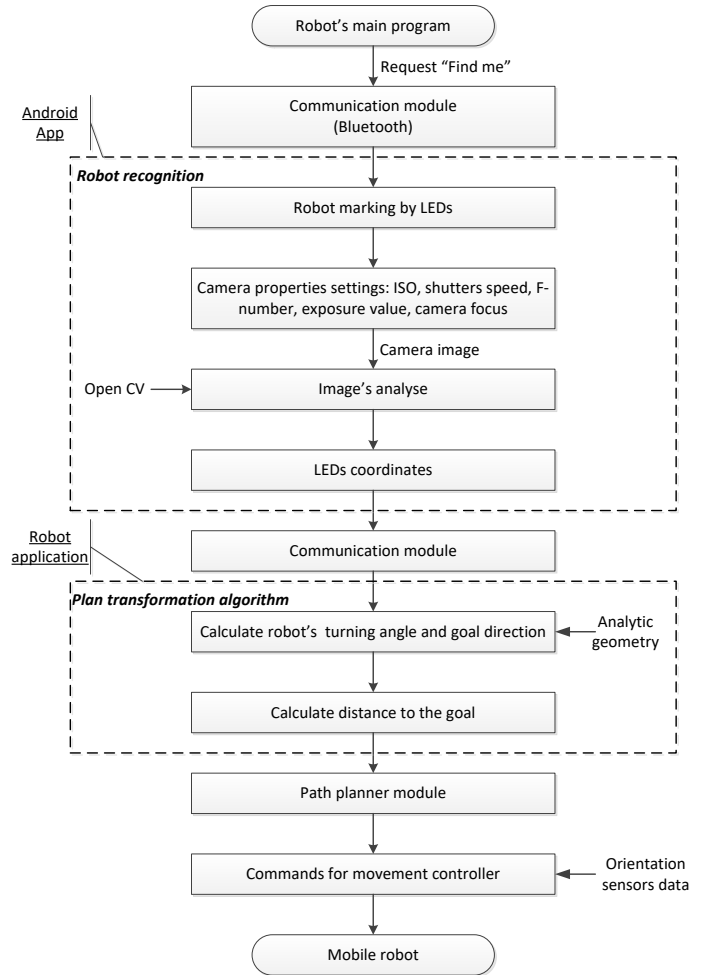 Robot's main program
Request “Find me”
Communication module
(Bluetooth)
Android
App
Robot recognition
Robot marking by LEDs
Camera properties settings: ISO, shutters speed, F-
number, exposure value, camera focus
Camera image
Open CV
Image's analyse
LEDs coordinates
Robot
application
Communication module
Plan transformation algorithm
Calculate robot's turning angle and goal direction
Analytic
geometry
Calculate distance to the goal
Path planner module
Commands for movement controller
Orientation
sensors data
Mobile robot